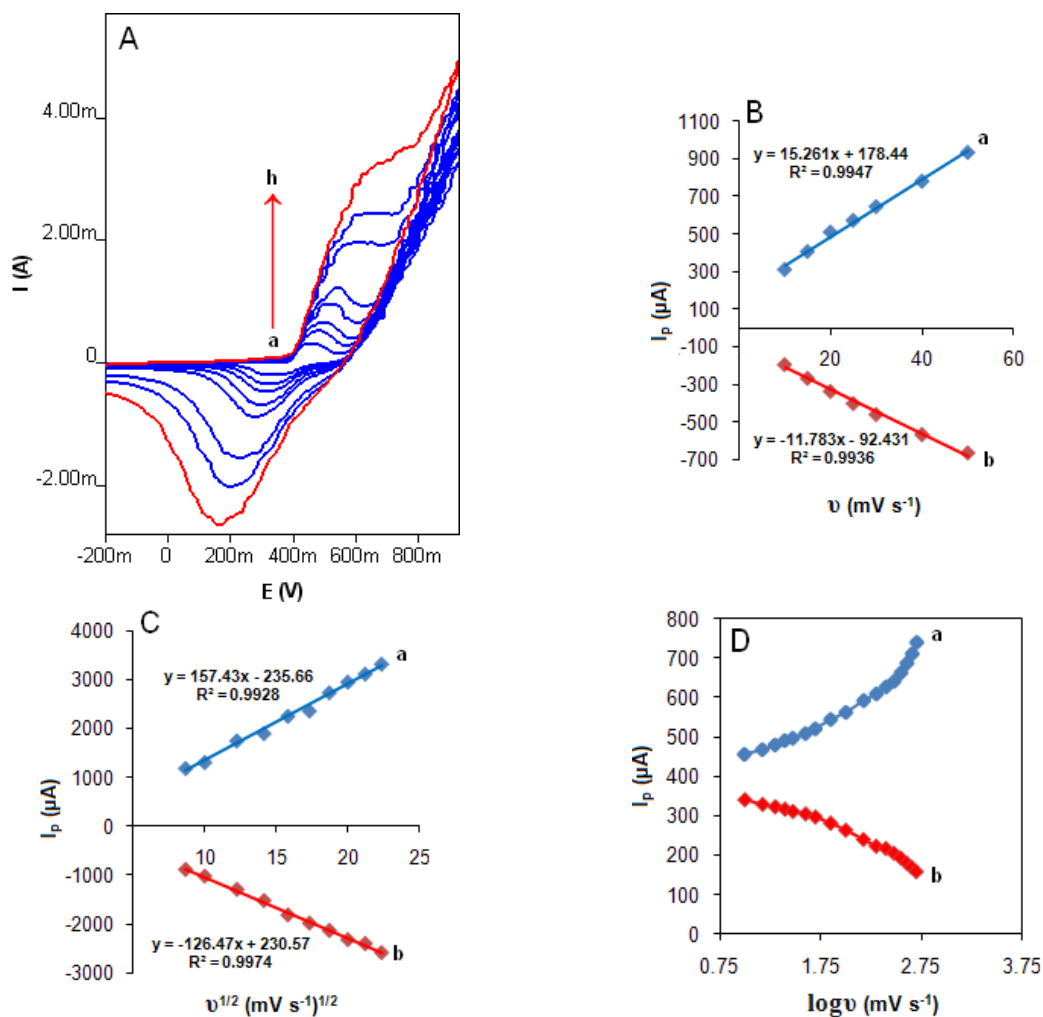 A
4.00m
2.00m
0
-2.00m
I (A)
h
a
-200m 0 200m 400m 600m 800m
E (V)
B
1100
900
700
500
300
100
-100
-300
-500
-700
Iₚ (µA)
y = 15.261x + 178.44
R² = 0.9947
a
20 40 60
y = -11.783x - 92.431
R² = 0.9936
b
υ (mV s⁻¹)
C
4000
3000
2000
1000
0
-1000
-2000
-3000
Iₚ (µA)
y = 157.43x - 235.66
R² = 0.9928
a
10 15 20 25
y = -126.47x + 230.57
R² = 0.9974
b
υ¹/² (mV s⁻¹)¹/²
D
800
700
600
500
400
300
200
100
0
Iₚ (µA)
a
b
0.75 1.75 2.75 3.75
logυ (mV s⁻¹)